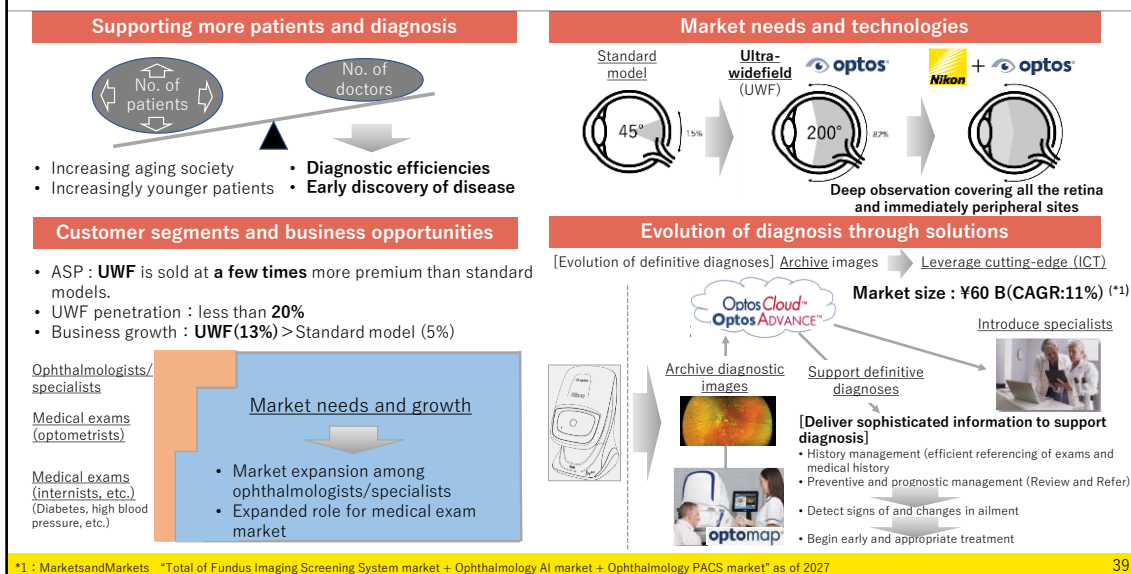 Supporting more patients and diagnosis
No. of
patients
No. of
doctors
• Increasing aging society
• Increasingly younger patients
• Diagnostic efficiencies
• Early discovery of disease
Market needs and technologies
Standard
model
45°
15%
Ultra-
widefield
(UWF)
optos®
200°
82%
Nikon + optos®
Deep observation covering all the retina
and immediately peripheral sites
Customer segments and business opportunities
• ASP : UWF is sold at a few times more premium than standard
models.
• UWF penetration : less than 20%
• Business growth : UWF(13%) > Standard model (5%)
Ophthalmologists/
specialists
Medical exams
(optometrists)
Medical exams
(internists, etc.)
(Diabetes, high blood
pressure, etc.)
Market needs and growth
• Market expansion among
ophthalmologists/specialists
• Expanded role for medical exam
market
Evolution of diagnosis through solutions
[Evolution of definitive diagnoses] Archive images
Leverage cutting-edge (ICT)
Market size : ¥60 B(CAGR:11%) (*1)
OptosCloud™
OptosADVANCE™
Introduce specialists
Archive diagnostic
images
Support definitive
diagnoses
optomap®
[Deliver sophisticated information to support
diagnosis]
• History management (efficient referencing of exams and
medical history
• Preventive and prognostic management (Review and Refer)
• Detect signs of and changes in ailment
• Begin early and appropriate treatment
*1 : MarketsandMarkets “Total of Fundus Imaging Screening System market + Ophthalmology AI market + Ophthalmology PACS market” as of 2027
39